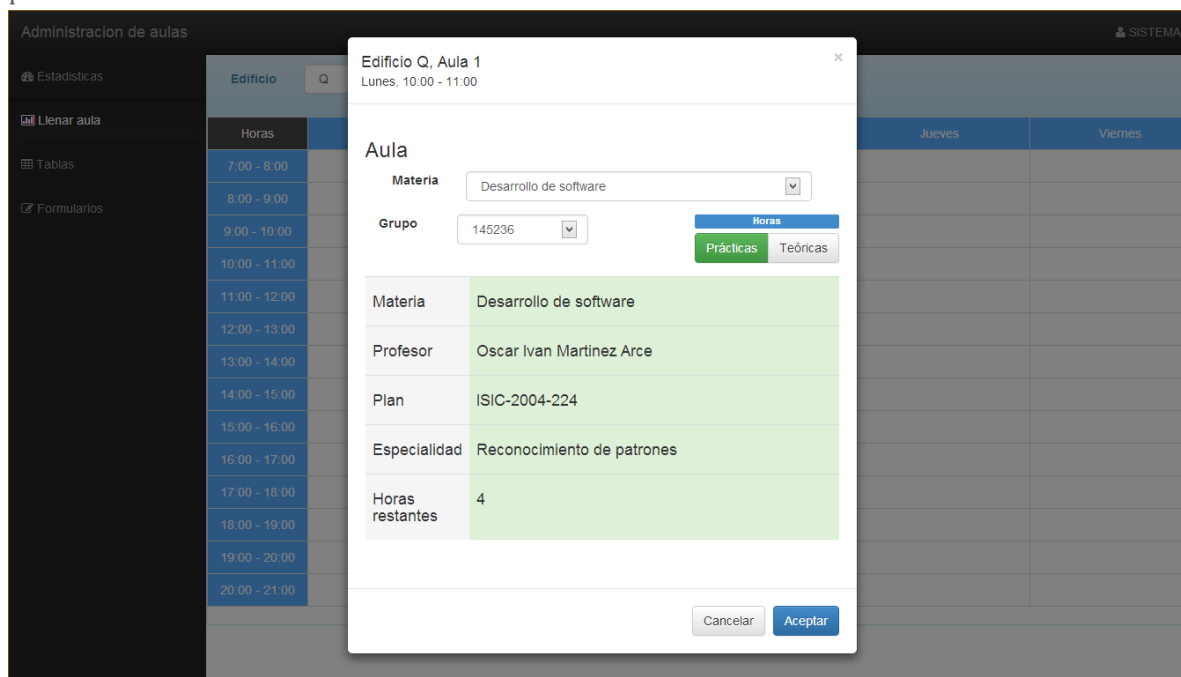 Administracion de aulas
SISTEMA
Estadisticas
Llenar aula
Tablas
Formularios
Edificio Q
Horas Jueves Viernes
7:00 - 8:00
8:00 - 9:00
9:00 - 10:00
10:00 - 11:00
11:00 - 12:00
12:00 - 13:00
13:00 - 14:00
14:00 - 15:00
15:00 - 16:00
16:00 - 17:00
17:00 - 18:00
18:00 - 19:00
19:00 - 20:00
20:00 - 21:00
Edificio Q, Aula 1 ×
Lunes, 10:00 - 11:00
Aula
Materia Desarrollo de software
Grupo 145236
Horas
Prácticas Teóricas
Materia Desarrollo de software
Profesor Oscar Ivan Martinez Arce
Plan ISIC-2004-224
Especialidad Reconocimiento de patrones
Horas restantes 4
Cancelar Aceptar